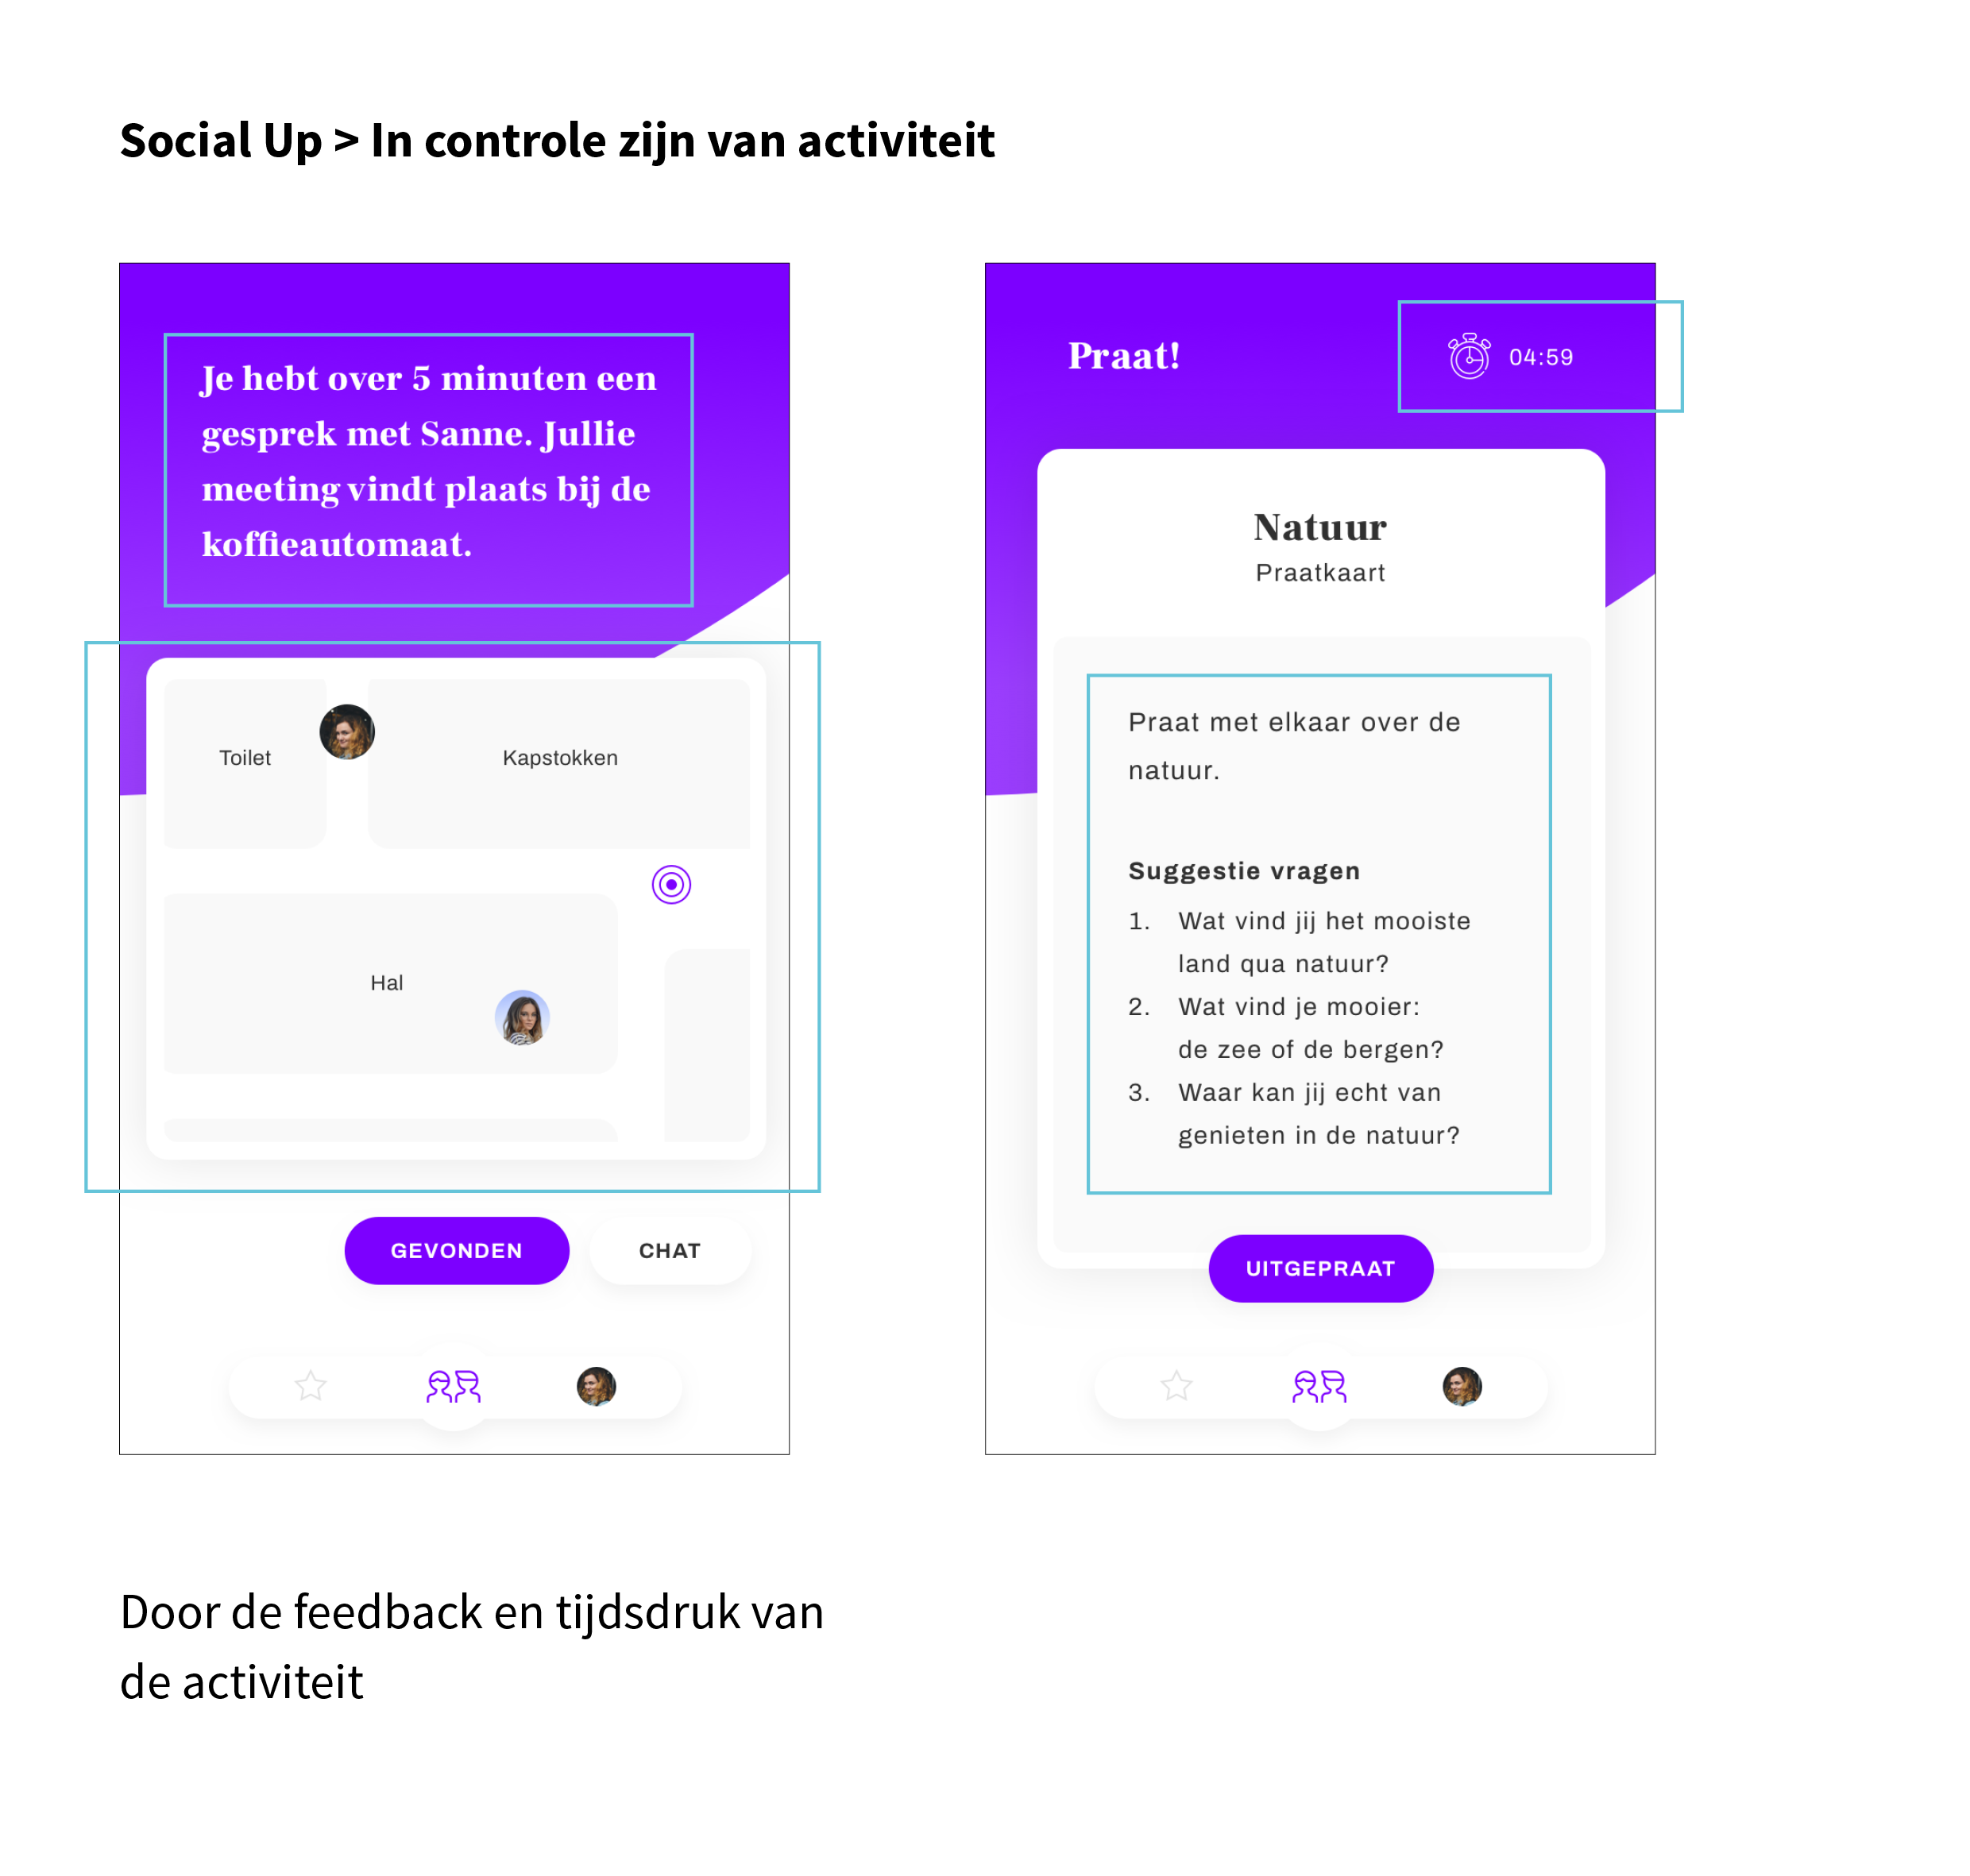 Social Up > In controle zijn van activiteit
Je hebt over 5 minuten een
gesprek met Sanne. Jullie
meeting vindt plaats bij de
koffieautomaat.
Toilet
Kapstokken
Hal
GEVONDEN
CHAT
Praat!
04:59
Natuur
Praatkaart
Praat met elkaar over de
natuur.
Suggestie vragen
1. Wat vind jij het mooiste
land qua natuur?
2. Wat vind je mooier:
de zee of de bergen?
3. Waar kan jij echt van
genieten in de natuur?
UITGEPRAAT
Door de feedback en tijdsdruk van
de activiteit